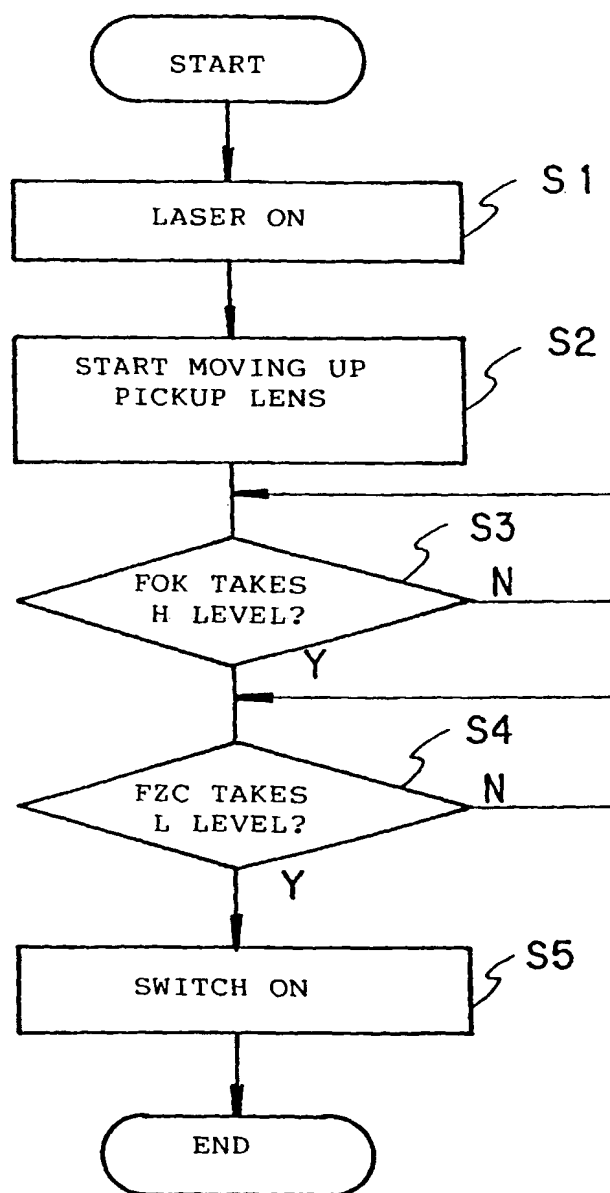 START
S1
LASER ON
S2
START MOVING UP
PICKUP LENS
S3
FOK TAKES
H LEVEL?
N
Y
S4
FZC TAKES
L LEVEL?
N
Y
S5
SWITCH ON
END